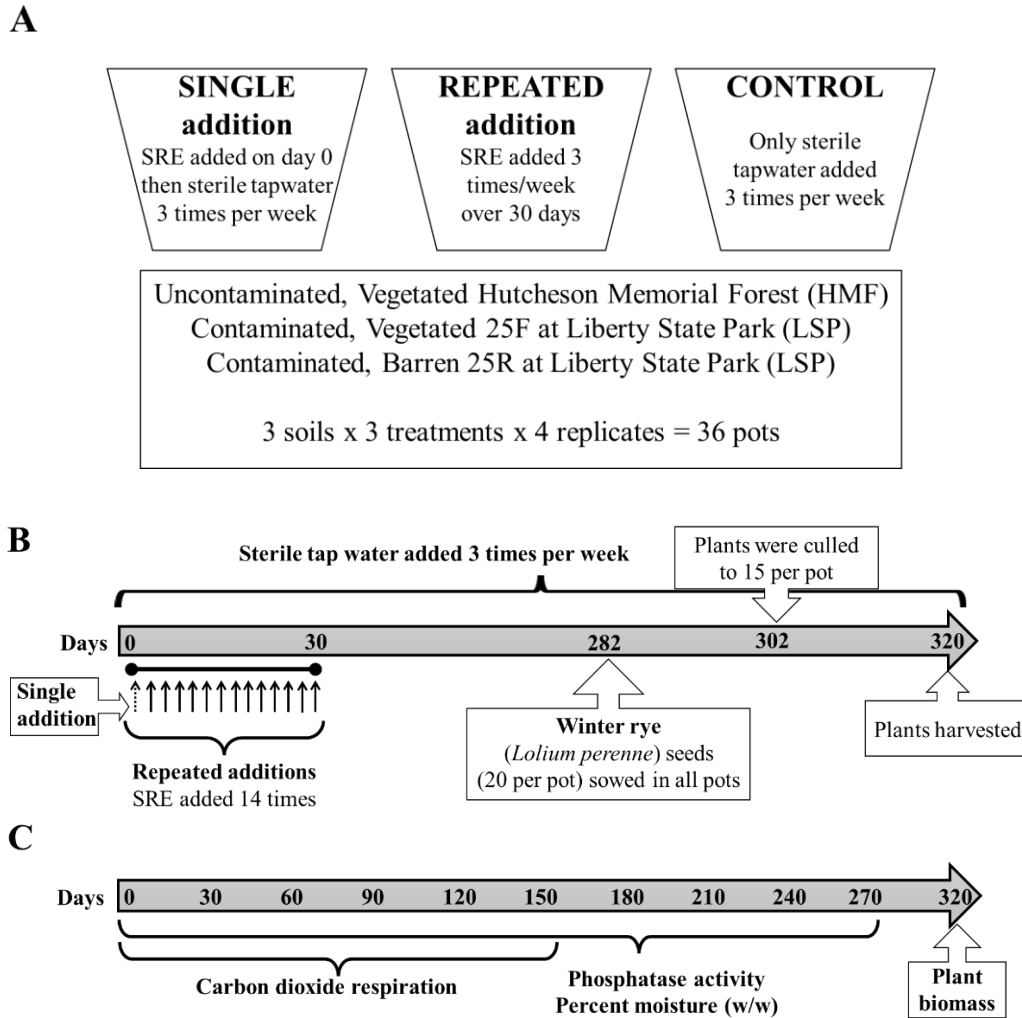 A
SINGLE
addition
SRE added on day 0
then sterile tapwater
3 times per week
REPEATED
addition
SRE added 3
times/week
over 30 days
CONTROL
Only sterile
tapwater added
3 times per week
Uncontaminated, Vegetated Hutcheson Memorial Forest (HMF)
Contaminated, Vegetated 25F at Liberty State Park (LSP)
Contaminated, Barren 25R at Liberty State Park (LSP)
3 soils x 3 treatments x 4 replicates = 36 pots
B
Sterile tap water added 3 times per week
Plants were culled
to 15 per pot
Days 0 30 282 302 320
Single
addition
Repeated additions
SRE added 14 times
Winter rye
(Lolium perenne) seeds
(20 per pot) sowed in all pots
Plants harvested
C
Days 0 30 60 90 120 150 180 210 240 270 320
Carbon dioxide respiration
Phosphatase activity
Percent moisture (w/w)
Plant
biomass